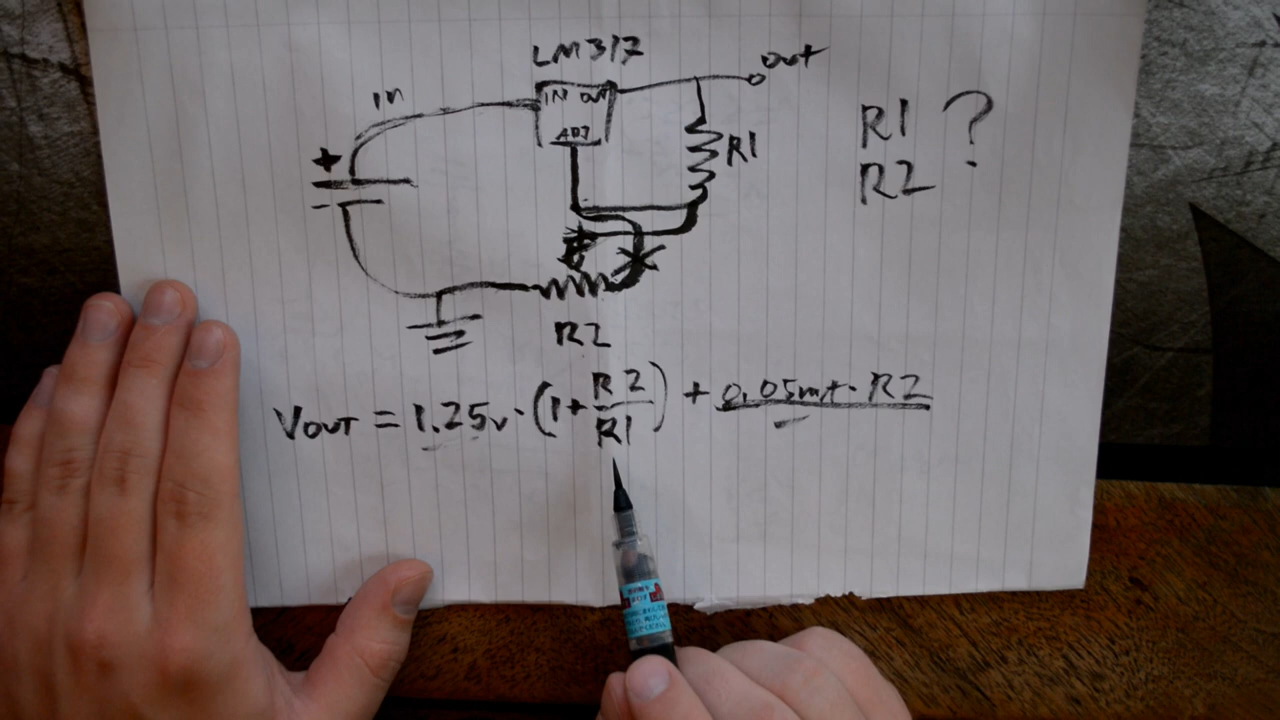 LM317
out
in
IN OUT
ADJ
R1
+
R1 ?
R2
R2
VOUT = 1.25v · (1 + R2/R1) + 0.05mA · R2